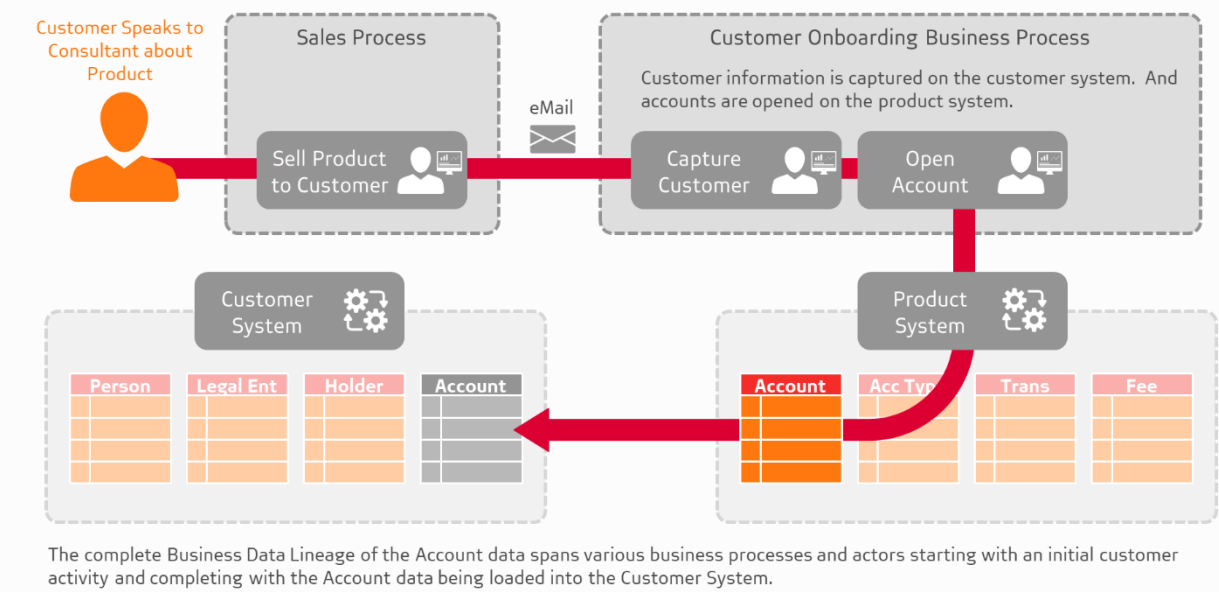 Customer Speaks to
Consultant about
Product
Sales Process
Sell Product
to Customer
eMail
Customer Onboarding Business Process
Customer information is captured on the customer system.  And
accounts are opened on the product system.
Capture
Customer
Open
Account
Customer
System
Product
System
Person
Legal Ent
Holder
Account
Account
Acc Typ
Trans
Fee
The complete Business Data Lineage of the Account data spans various business processes and actors starting with an initial customer
activity and completing with the Account data being loaded into the Customer System.